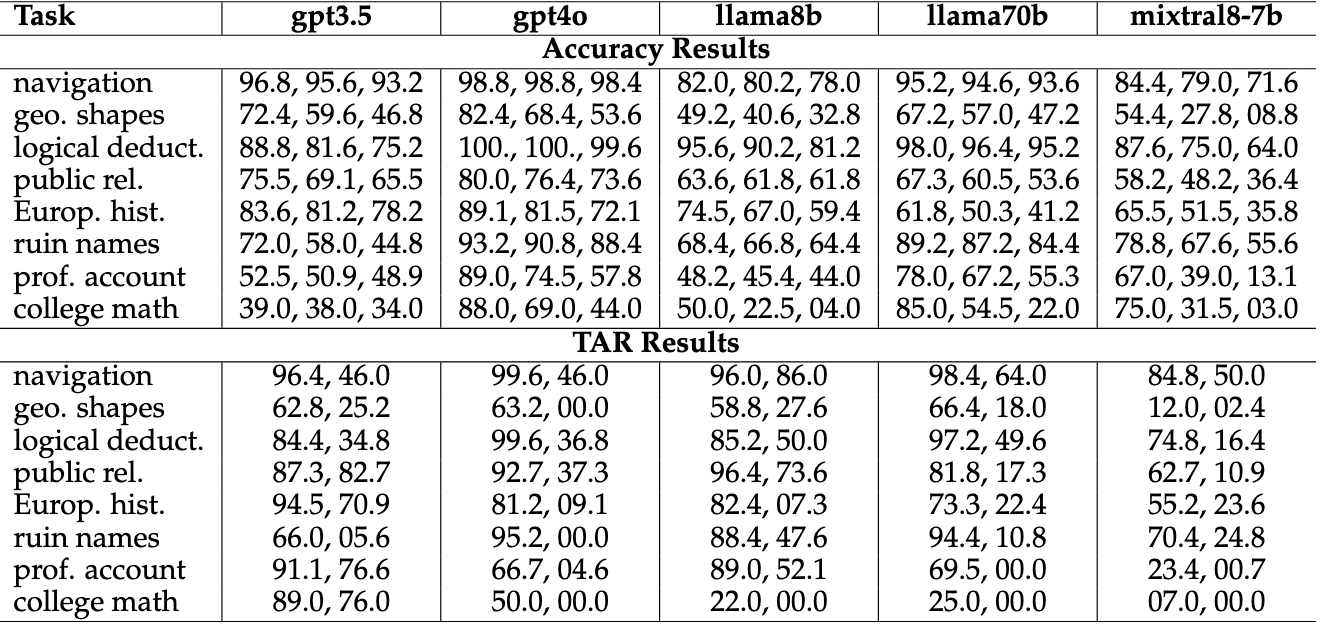 Task gpt3.5 gpt4o llama8b llama70b mixtral8-7b
Accuracy Results
navigation 96.8, 95.6, 93.2 98.8, 98.8, 98.4 82.0, 80.2, 78.0 95.2, 94.6, 93.6 84.4, 79.0, 71.6
geo. shapes 72.4, 59.6, 46.8 82.4, 68.4, 53.6 49.2, 40.6, 32.8 67.2, 57.0, 47.2 54.4, 27.8, 08.8
logical deduct. 88.8, 81.6, 75.2 100., 100., 99.6 95.6, 90.2, 81.2 98.0, 96.4, 95.2 87.6, 75.0, 64.0
public rel. 75.5, 69.1, 65.5 80.0, 76.4, 73.6 63.6, 61.8, 61.8 67.3, 60.5, 53.6 58.2, 48.2, 36.4
Europ. hist. 83.6, 81.2, 78.2 89.1, 81.5, 72.1 74.5, 67.0, 59.4 61.8, 50.3, 41.2 65.5, 51.5, 35.8
ruin names 72.0, 58.0, 44.8 93.2, 90.8, 88.4 68.4, 66.8, 64.4 89.2, 87.2, 84.4 78.8, 67.6, 55.6
prof. account 52.5, 50.9, 48.9 89.0, 74.5, 57.8 48.2, 45.4, 44.0 78.0, 67.2, 55.3 67.0, 39.0, 13.1
college math 39.0, 38.0, 34.0 88.0, 69.0, 44.0 50.0, 22.5, 04.0 85.0, 54.5, 22.0 75.0, 31.5, 03.0
TAR Results
navigation 96.4, 46.0 99.6, 46.0 96.0, 86.0 98.4, 64.0 84.8, 50.0
geo. shapes 62.8, 25.2 63.2, 00.0 58.8, 27.6 66.4, 18.0 12.0, 02.4
logical deduct. 84.4, 34.8 99.6, 36.8 85.2, 50.0 97.2, 49.6 74.8, 16.4
public rel. 87.3, 82.7 92.7, 37.3 96.4, 73.6 81.8, 17.3 62.7, 10.9
Europ. hist. 94.5, 70.9 81.2, 09.1 82.4, 07.3 73.3, 22.4 55.2, 23.6
ruin names 66.0, 05.6 95.2, 00.0 88.4, 47.6 94.4, 10.8 70.4, 24.8
prof. account 91.1, 76.6 66.7, 04.6 89.0, 52.1 69.5, 00.0 23.4, 00.7
college math 89.0, 76.0 50.0, 00.0 22.0, 00.0 25.0, 00.0 07.0, 00.0